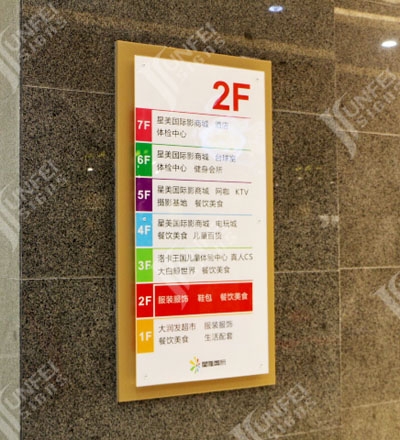 2F
7F 星美国际影商城 酒店
体检中心
6F 星美国际影商城 台球室
体检中心 健身会所
5F 星美国际影商城 网咖 KTV
摄影基地 餐饮美食
4F 星美国际影商城 电玩城
餐饮美食 儿童百货
3F 洛卡王国儿童体验中心 真人CS
大白鲸世界 餐饮美食
2F 服装服饰 鞋包 餐饮美食
1F 大润发超市 服装服饰
餐饮美食 生活配套
UNFEI